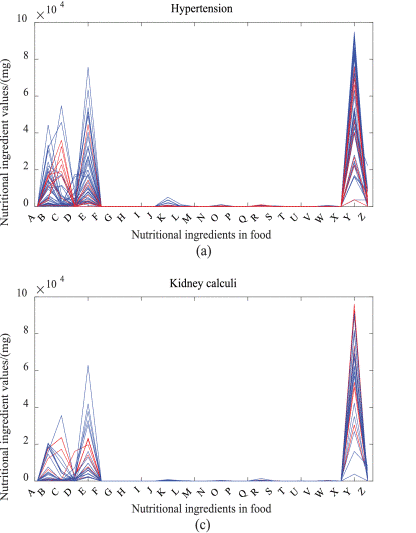 Hypertension
× 10 4
10
8
6
4
2
0
Nutritional ingredient values/(mg)
A B C D E F G H I J K L M N O P Q R S T U V W X Y Z
Nutritional ingredients in food
(a)
Kidney calculi
× 10 4
10
8
6
4
2
0
Nutritional ingredient values/(mg)
A B C D E F G H I J K L M N O P Q R S T U V W X Y Z
Nutritional ingredients in food
(c)